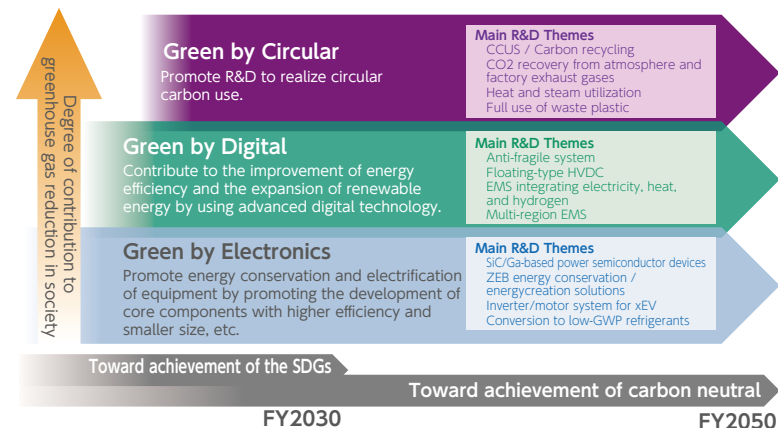 Degree of contribution to
greenhouse gas reduction in society
Green by Circular
Promote R&D to realize circular
carbon use.
Main R&D Themes
CCUS / Carbon recycling
CO2 recovery from atmosphere and
factory exhaust gases
Heat and steam utilization
Full use of waste plastic
Green by Digital
Contribute to the improvement of energy
efficiency and the expansion of renewable
energy by using advanced digital technology.
Main R&D Themes
Anti-fragile system
Floating-type HVDC
EMS integrating electricity, heat,
and hydrogen
Multi-region EMS
Green by Electronics
Promote energy conservation and electrification
of equipment by promoting the development of
core components with higher efficiency and
smaller size, etc.
Main R&D Themes
SiC/Ga-based power semiconductor devices
ZEB energy conservation /
energycreation solutions
Inverter/motor system for xEV
Conversion to low-GWP refrigerants
Toward achievement of the SDGs
Toward achievement of carbon neutral
FY2030
FY2050